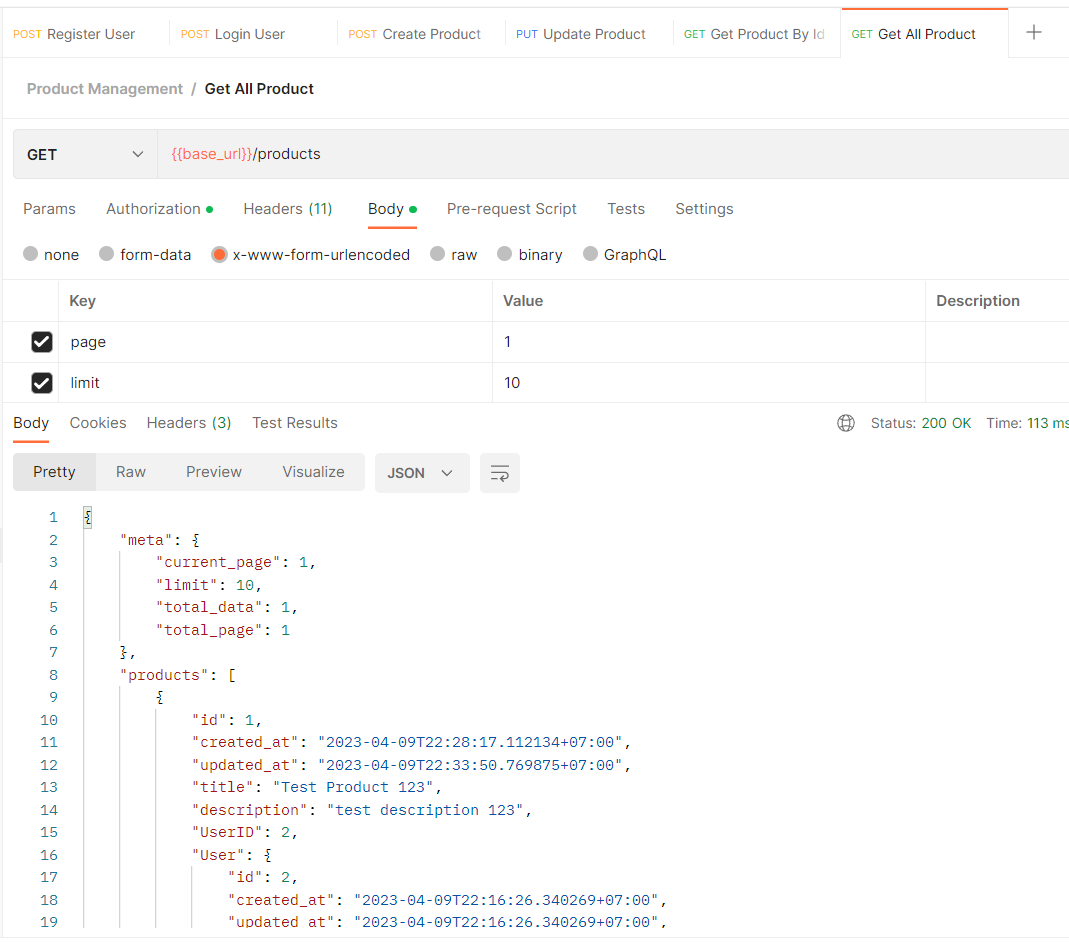 POST Register User POST Login User POST Create Product PUT Update Product GET Get Product By Id GET Get All Product +
Product Management / Get All Product
GET {{base_url}}/products
Params Authorization Headers (11) Body Pre-request Script Tests Settings
none form-data x-www-form-urlencoded raw binary GraphQL
Key Value Description
page 1
limit 10
Body Cookies Headers (3) Test Results Status: 200 OK Time: 113 ms
Pretty Raw Preview Visualize JSON
1 {
2 "meta": {
3 "current_page": 1,
4 "limit": 10,
5 "total_data": 1,
6 "total_page": 1
7 },
8 "products": [
9 {
10 "id": 1,
11 "created_at": "2023-04-09T22:28:17.112134+07:00",
12 "updated_at": "2023-04-09T22:33:50.769875+07:00",
13 "title": "Test Product 123",
14 "description": "test description 123",
15 "UserID": 2,
16 "User": {
17 "id": 2,
18 "created_at": "2023-04-09T22:16:26.340269+07:00",
19 "updated_at": "2023-04-09T22:16:26.340269+07:00",